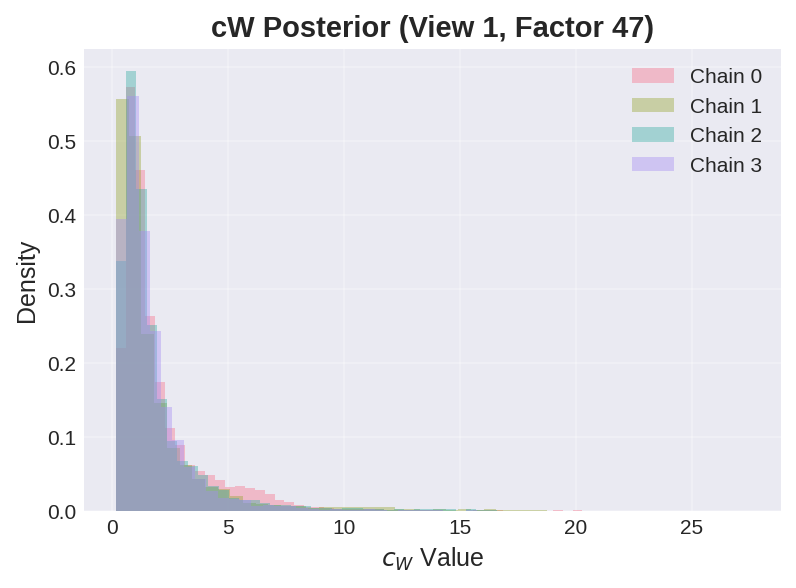 cW Posterior (View 1, Factor 47)
Chain 0
Chain 1
Chain 2
Chain 3
Density
0.6
0.5
0.4
0.3
0.2
0.1
0.0
0 5 10 15 20 25
c_W Value